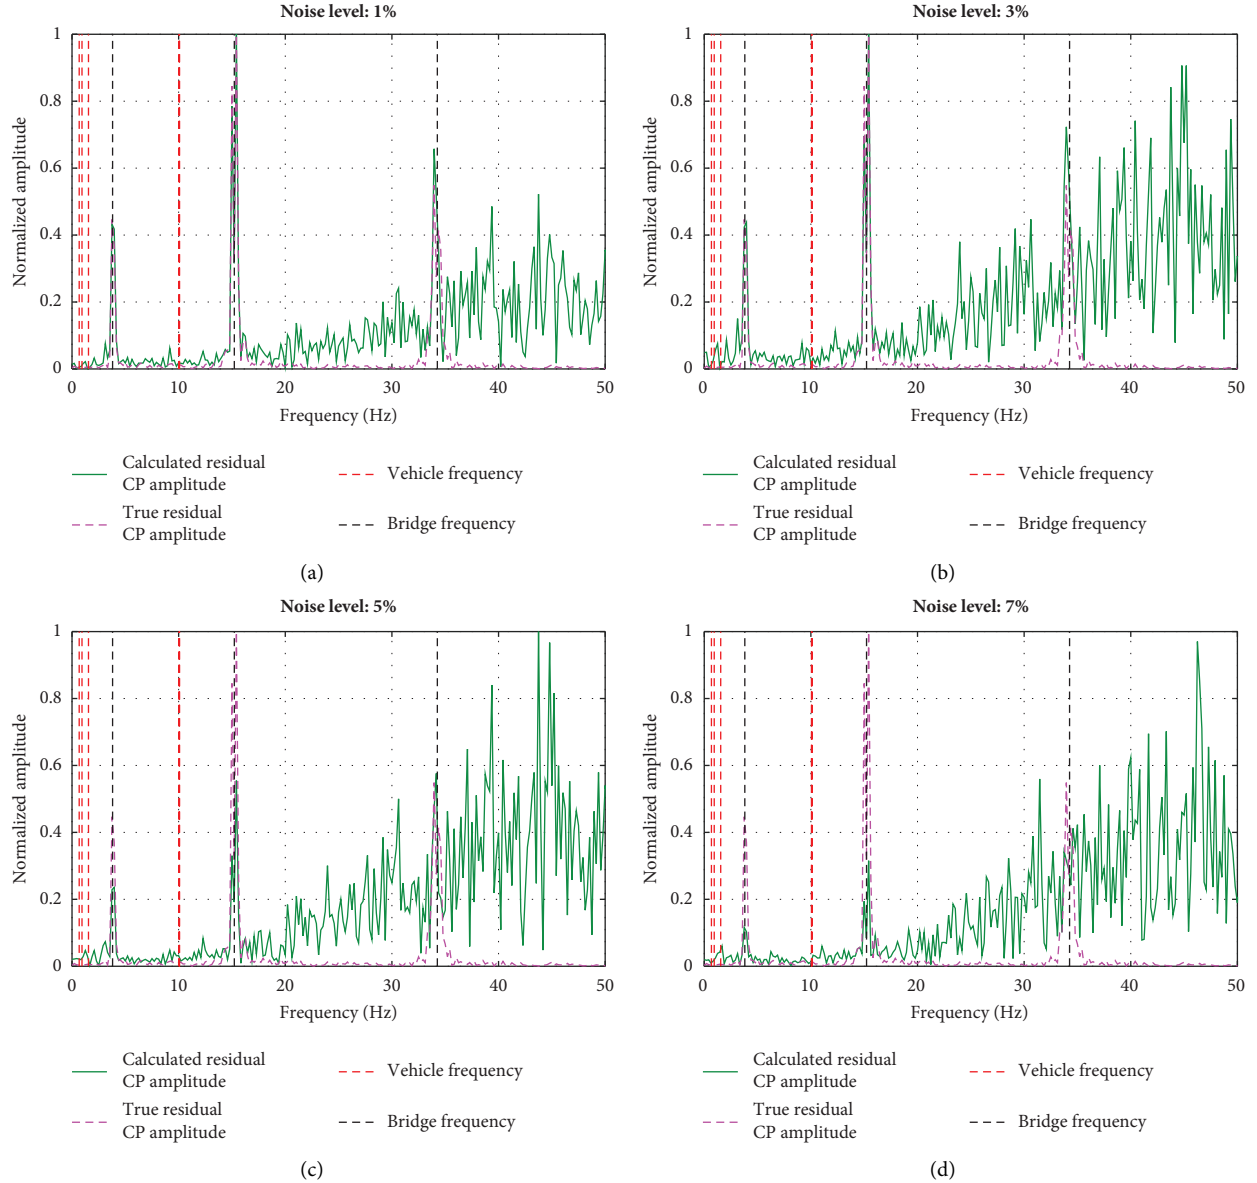 Noise level: 1%
1
0.8
0.6
0.4
0.2
0
Normalized amplitude
0 10 20 30 40 50
Frequency (Hz)
Calculated residual
CP amplitude
True residual
CP amplitude
Vehicle frequency
Bridge frequency
(a)
Noise level: 3%
1
0.8
0.6
0.4
0.2
0
Normalized amplitude
0 10 20 30 40 50
Frequency (Hz)
Calculated residual
CP amplitude
True residual
CP amplitude
Vehicle frequency
Bridge frequency
(b)
Noise level: 5%
1
0.8
0.6
0.4
0.2
0
Normalized amplitude
0 10 20 30 40 50
Frequency (Hz)
Calculated residual
CP amplitude
True residual
CP amplitude
Vehicle frequency
Bridge frequency
(c)
Noise level: 7%
1
0.8
0.6
0.4
0.2
0
Normalized amplitude
0 10 20 30 40 50
Frequency (Hz)
Calculated residual
CP amplitude
True residual
CP amplitude
Vehicle frequency
Bridge frequency
(d)